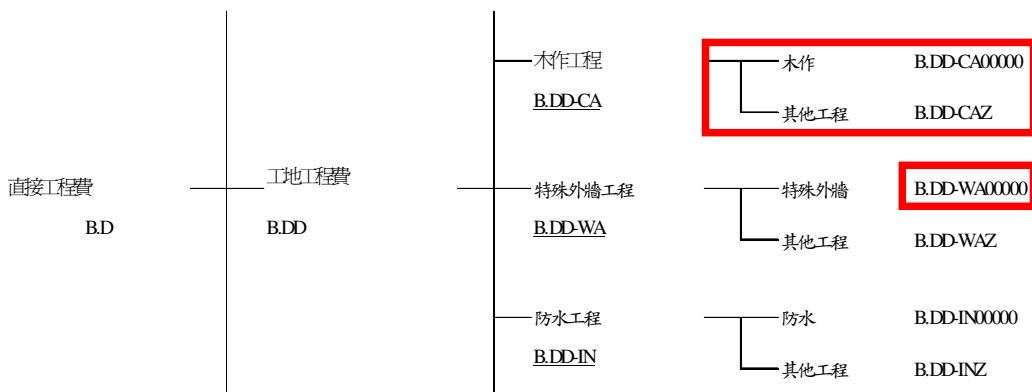 木作工程
木作 B.DD-CA00000
B.DD-CA
其他工程 B.DD-CAZ
直接工程費 工地工程費 特殊外牆工程 特殊外牆 B.DD-WA00000
B.D B.DD B.DD-WA
其他工程 B.DD-WAZ
防水工程 防水 B.DD-IN00000
B.DD-IN
其他工程 B.DD-INZ